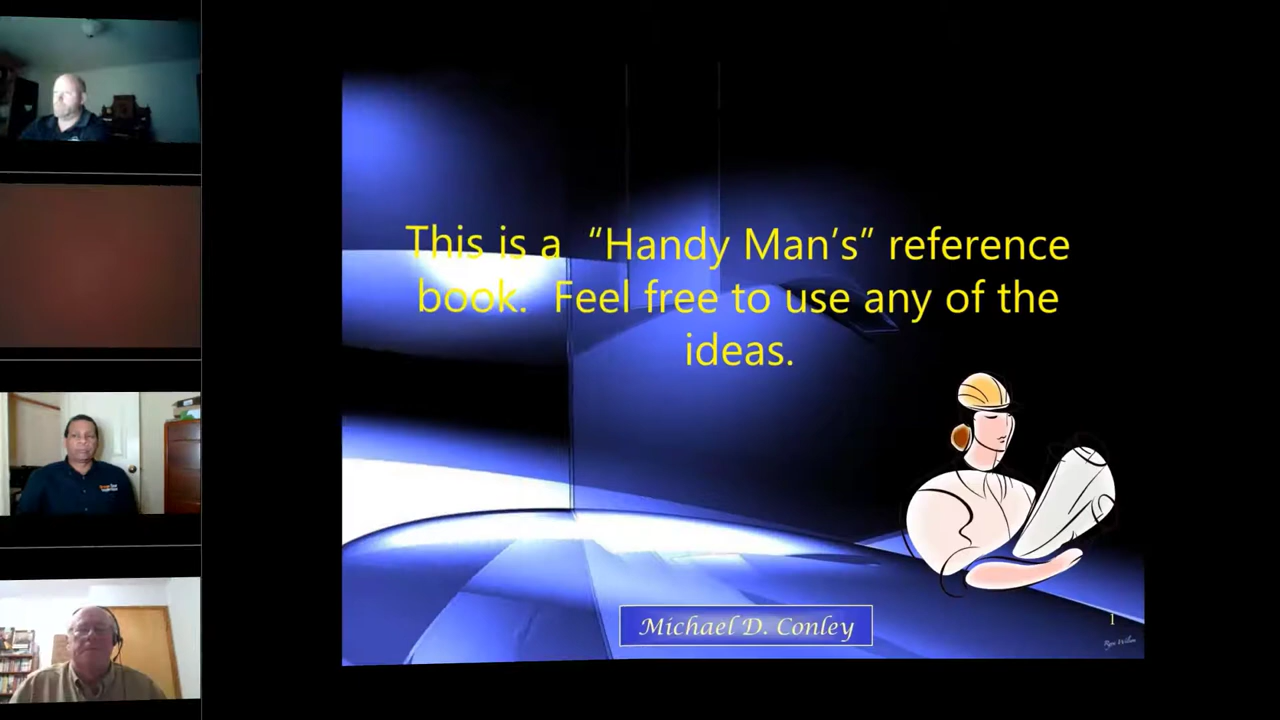 This is a “Handy Man’s” reference
book. Feel free to use any of the
ideas.
Michael D. Conley
1